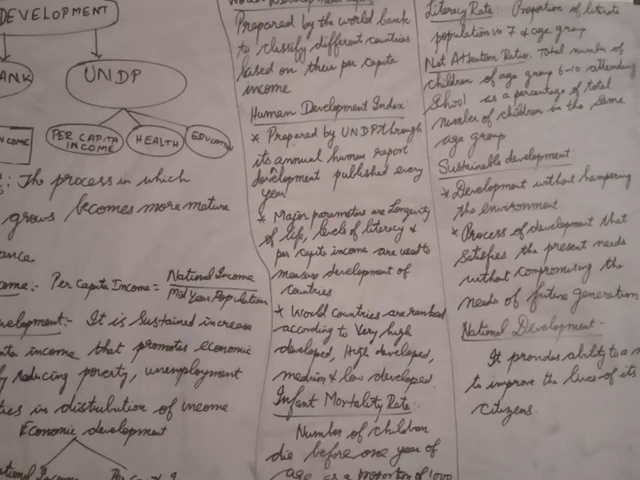 DEVELOPMENT
ANK
UNDP
NCOME
PER CAPITA
INCOME
HEALTH
EDUCAT
: The process in which
grows becomes more mature
ance
ome :- Per Capita Income = National Income
Mid Year Population
velopment :- It is sustained increase
ta income that promotes economic
y reducing poverty, unemployment
ties in distribution of income
Economic development
Prepared by the world bank
to classify different countries
based on their per capita
income
Human Development Index:
* Prepared by UNDP through
its annual human report
development published every
year
* Major parameters are Longevity
of life, levels of literacy &
per capita income are used to
measure development of
countries
* World Countries are ranked
according to Very high
developed, High developed,
medium & low developed.
Infant Mortality Rate:
Number of children
die before one year of
age as a proportion of 1000
Literacy Rate: Proportion of literate
population in 7 & age group
Net Attention Ratio: Total number of
children of age group 6-10 attending
School as a percentage of total
number of children in the same
age group
Sustainable development:
* Development without hampering
the environment
* Process of development that
satisfies the present needs
without compromising the
needs of future generation
National Development -
It provides ability to a n
to improve the lives of its
citizens.